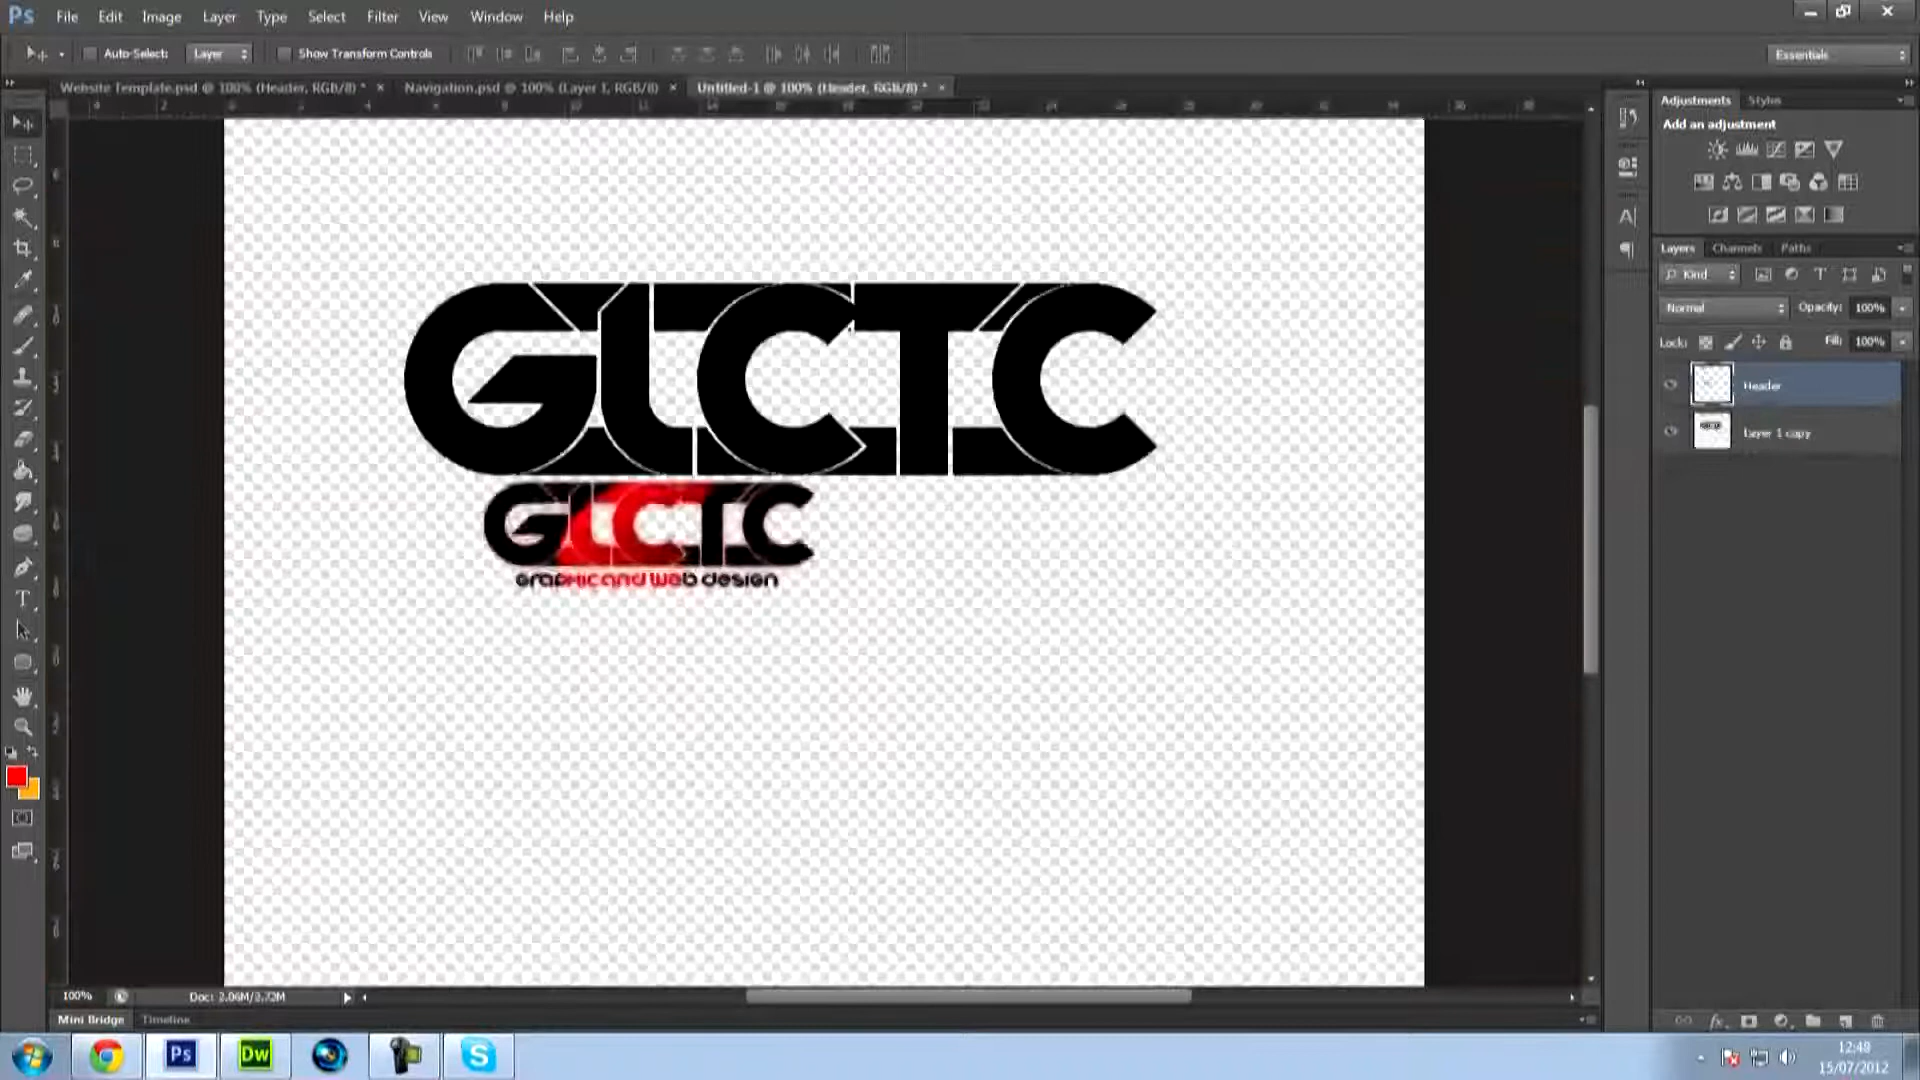 Ps File Edit Image Layer Type Select Filter View Window Help
Auto-Select: Layer Show Transform Controls Essentials
Website Template.psd @ 100% (Header, RGB/8) * × Navigation.psd @ 100% (Layer 1, RGB/8) × Untitled-1 @ 100% (Header, RGB/8) * ×
Adjustments Styles
Add an adjustment
Layers Channels Paths
Kind
Normal Opacity: 100%
Lock: Fill: 100%
Header
Layer 1 copy
GLCTC
GLCTC
Graphic and Web design
100% Doc: 2.06M/2.72M
Mini Bridge Timeline
Ps Dw
12:48
15/07/2012